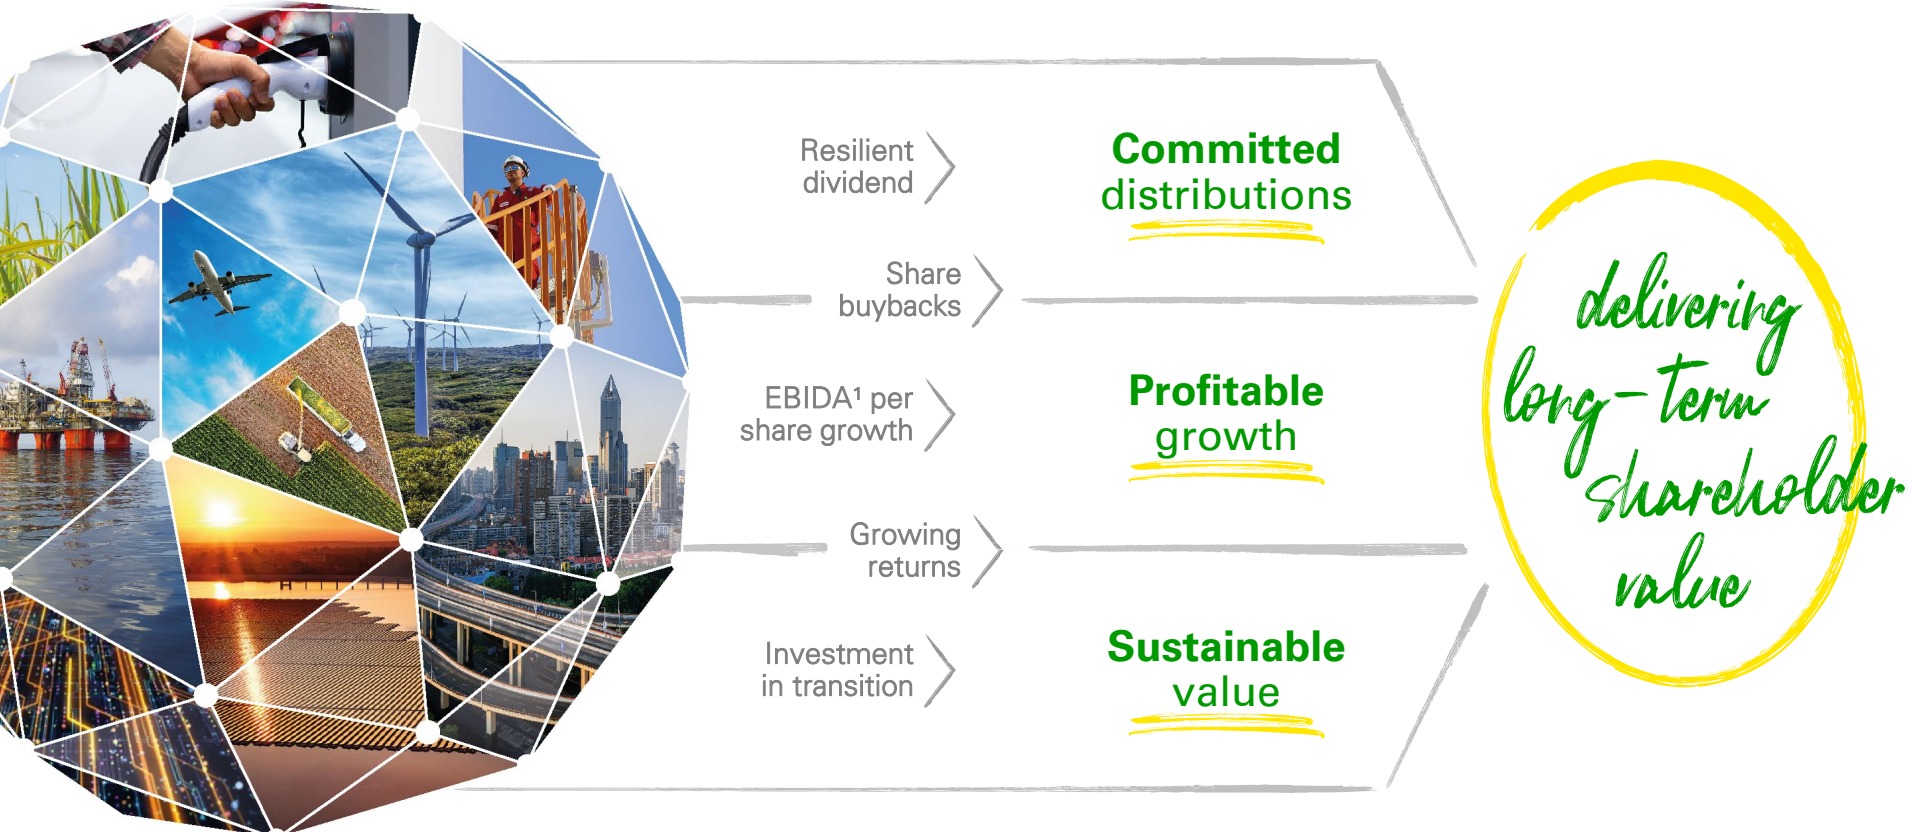 Resilient
dividend
Share
buybacks
EBIDA¹ per
share growth
Growing
returns
Investment
in transition
Committed
distributions
Profitable
growth
Sustainable
value
delivering
long-term
shareholder
value